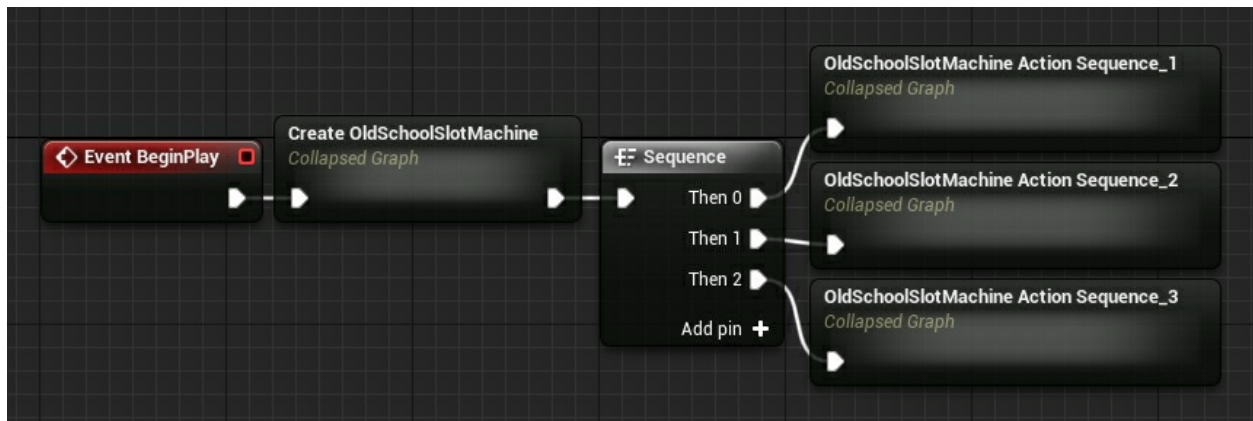 Event BeginPlay
Create OldSchoolSlotMachine
Collapsed Graph
Sequence
Then 0
Then 1
Then 2
Add pin
OldSchoolSlotMachine Action Sequence_1
Collapsed Graph
OldSchoolSlotMachine Action Sequence_2
Collapsed Graph
OldSchoolSlotMachine Action Sequence_3
Collapsed Graph